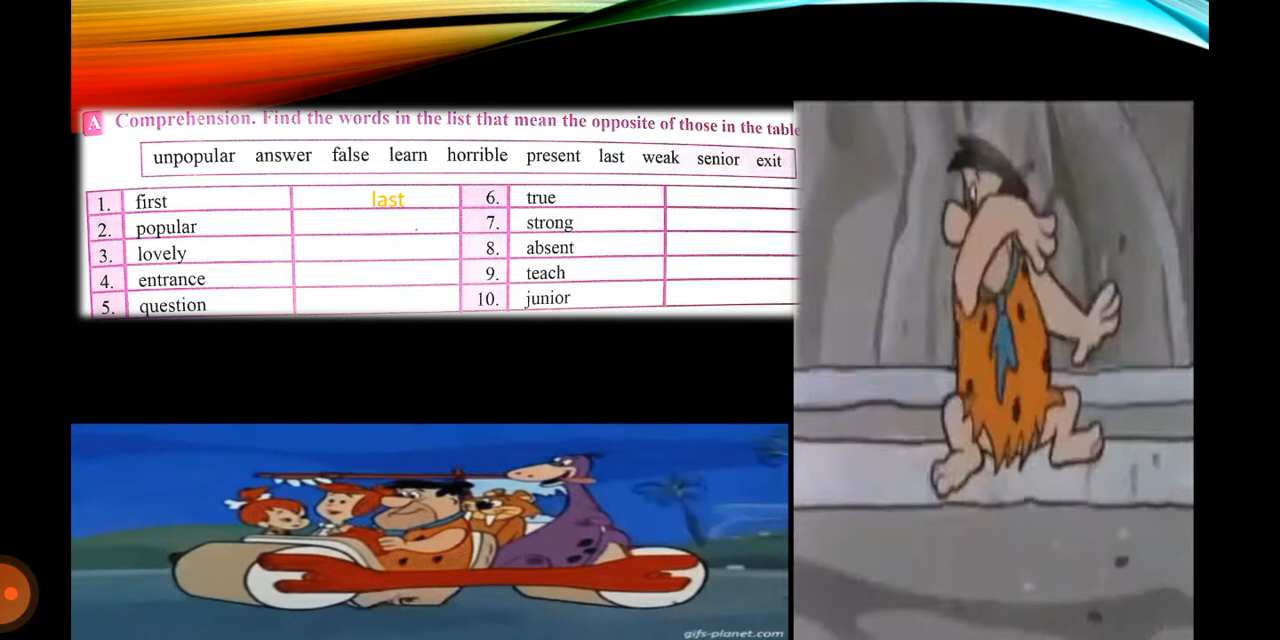 A Comprehension. Find the words in the list that mean the opposite of those in the table
unpopular answer false learn horrible present last weak senior exit
1. first last 6. true
2. popular 7. strong
3. lovely 8. absent
4. entrance 9. teach
5. question 10. junior
gifs-planet.com